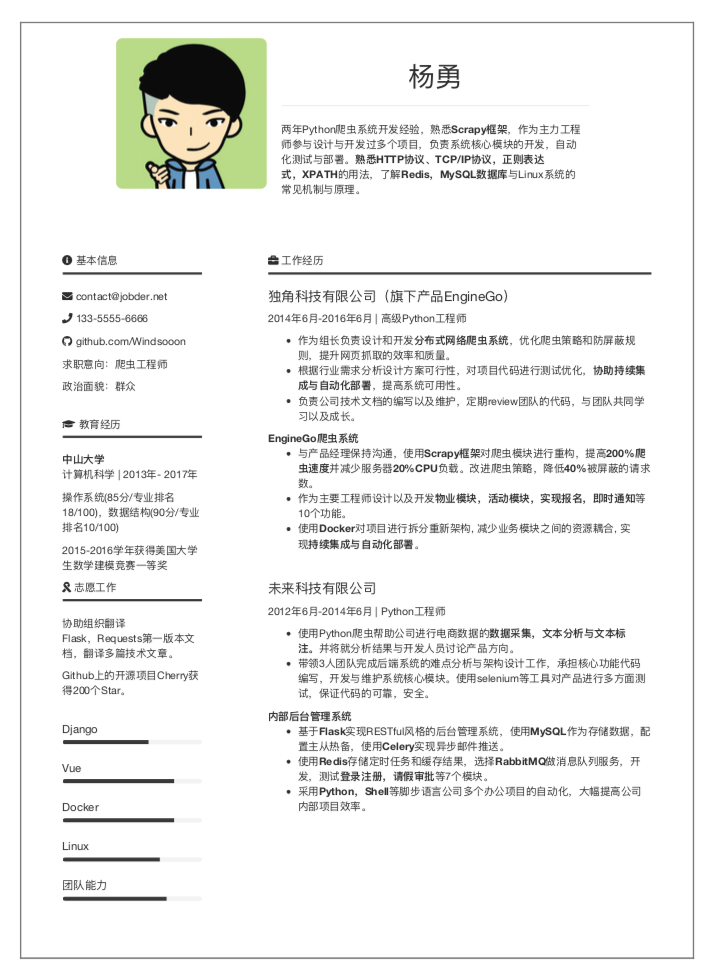 杨勇
两年Python爬虫系统开发经验，熟悉Scrapy框架，作为主力工程
师参与设计与开发过多个项目，负责系统核心模块的开发，自动
化测试与部署。熟悉HTTP协议、TCP/IP协议，正则表达
式，XPATH的用法，了解Redis，MySQL数据库与Linux系统的
常见机制与原理。
基本信息
contact@jobder.net
133-5555-6666
github.com/Windsooon
求职意向：爬虫工程师
政治面貌：群众
教育经历
中山大学
计算机科学 | 2013年- 2017年
操作系统(85分/专业排名
18/100)，数据结构(90分/专业
排名10/100)
2015-2016学年获得美国大学
生数学建模竞赛一等奖
志愿工作
协助组织翻译
Flask，Requests第一版本文
档，翻译多篇技术文章。
Github上的开源项目Cherry获
得200个Star。
Django
Vue
Docker
Linux
团队能力
工作经历
独角科技有限公司（旗下产品EngineGo）
2014年6月-2016年6月 | 高级Python工程师
作为组长负责设计和开发分布式网络爬虫系统，优化爬虫策略和防屏蔽规
则，提升网页抓取的效率和质量。
根据行业需求分析设计方案可行性，对项目代码进行测试优化，协助持续集
成与自动化部署，提高系统可用性。
负责公司技术文档的编写以及维护，定期review团队的代码，与团队共同学
习以及成长。
EngineGo爬虫系统
与产品经理保持沟通，使用Scrapy框架对爬虫模块进行重构，提高200%爬
虫速度并减少服务器20%CPU负载。改进爬虫策略，降低40%被屏蔽的请求
数。
作为主要工程师设计以及开发物业模块，活动模块，实现报名，即时通知等
10个功能。
使用Docker对项目进行拆分重新架构, 减少业务模块之间的资源耦合, 实
现持续集成与自动化部署。
未来科技有限公司
2012年6月-2014年6月 | Python工程师
使用Python爬虫帮助公司进行电商数据的数据采集，文本分析与文本标
注。并将就分析结果与开发人员讨论产品方向。
带领3人团队完成后端系统的难点分析与架构设计工作，承担核心功能代码
编写，开发与维护系统核心模块。使用selenium等工具对产品进行多方面测
试，保证代码的可靠，安全。
内部后台管理系统
基于Flask实现RESTful风格的后台管理系统，使用MySQL作为存储数据，配
置主从热备，使用Celery实现异步邮件推送。
使用Redis存储定时任务和缓存结果，选择RabbitMQ做消息队列服务，开
发，测试登录注册，请假审批等7个模块。
采用Python，Shell等脚步语言公司多个办公项目的自动化，大幅提高公司
内部项目效率。